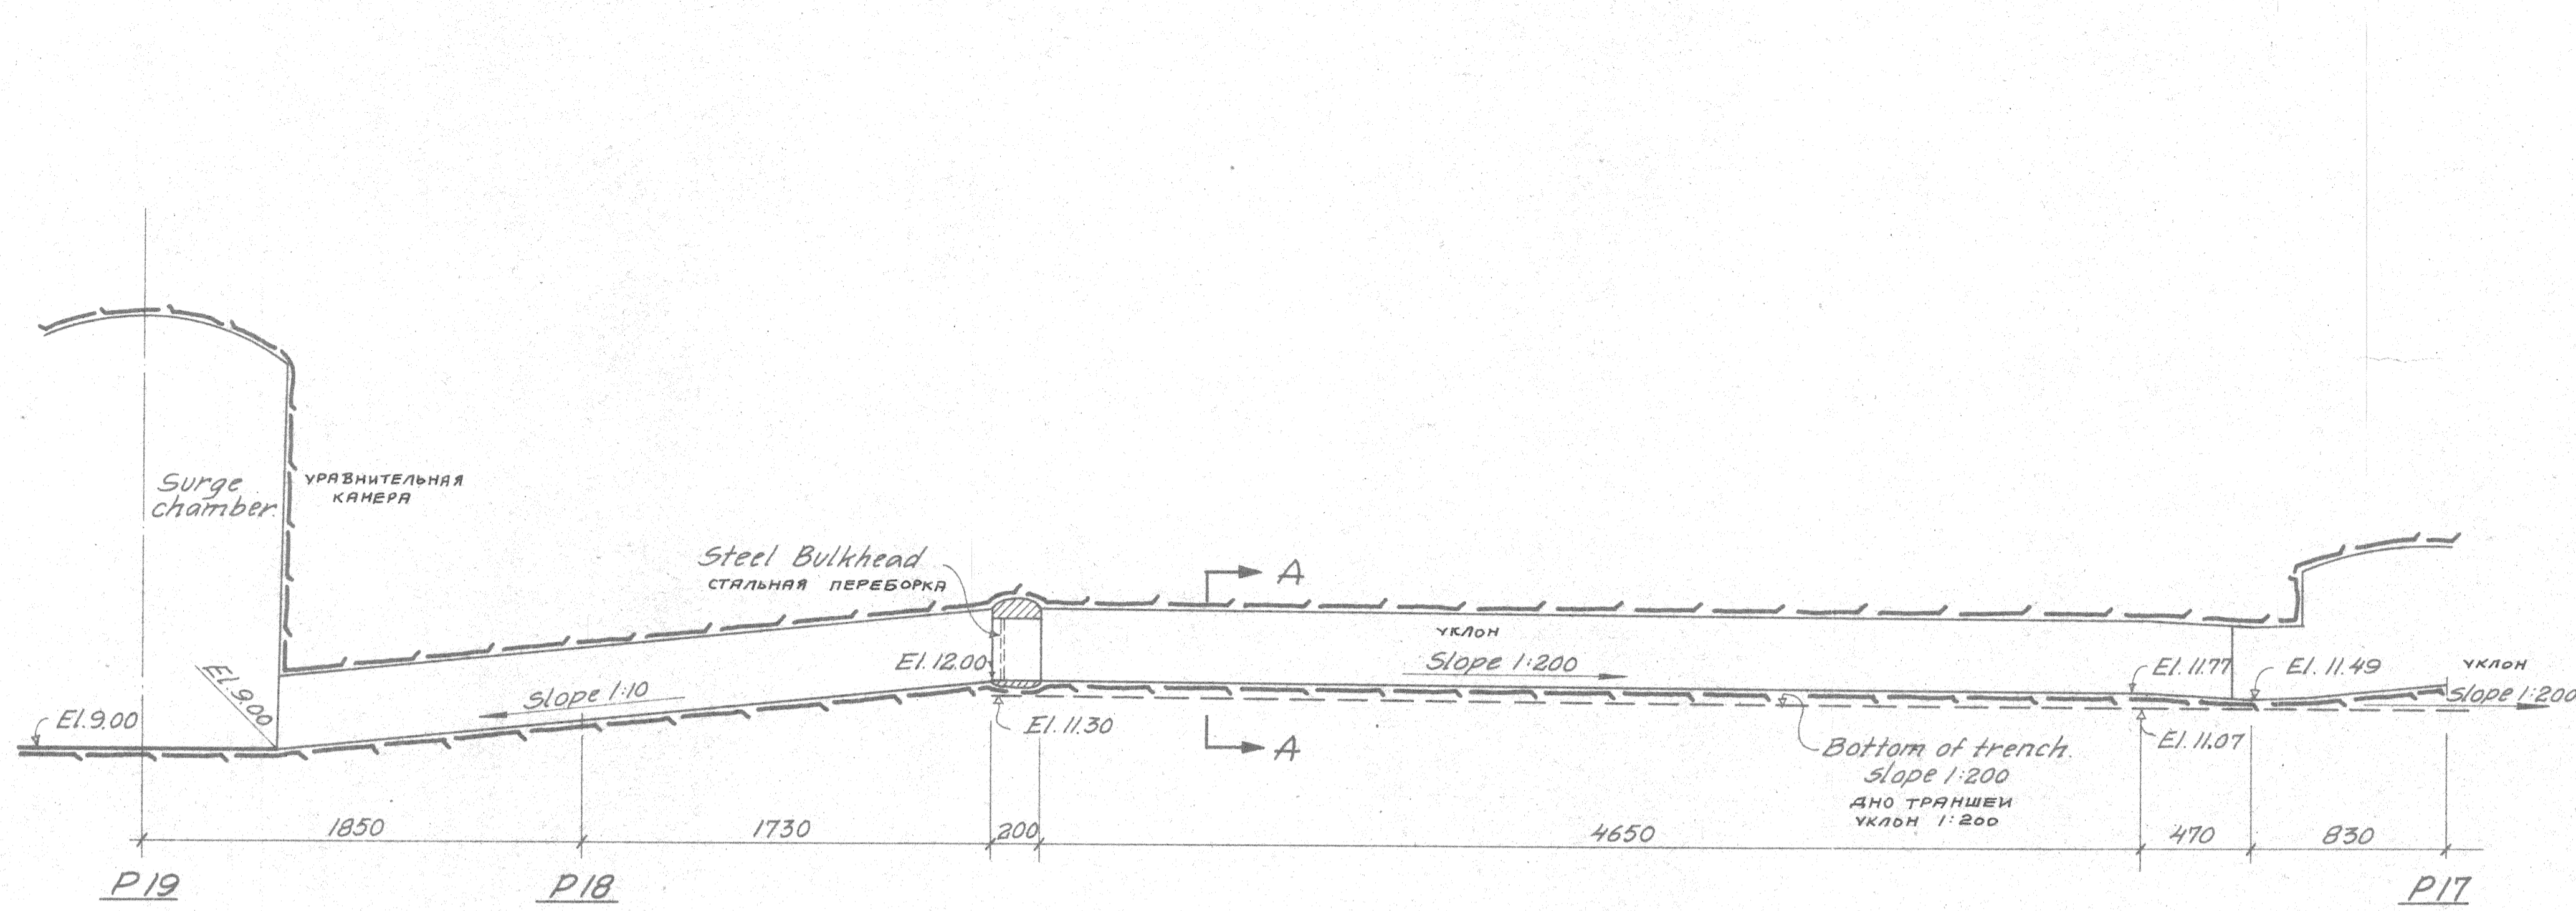 Surge
chamber.
УРАВНИТЕЛЬНАЯ
КАМЕРА
Steel Bulkhead
СТАЛЬНАЯ ПЕРЕБОРКА
A
УКЛОН
Slope 1:200
El. 12.00
El. 11.77
El. 11.49
УКЛОН
Slope 1:200
El. 9.00
El. 9.00
Slope 1:10
El. 11.30
A
El. 11.07
Bottom of trench.
Slope 1:200
ДНО ТРАНШЕИ
УКЛОН 1:200
1850
1730
200
4650
470
830
P 19
P 18
P 17